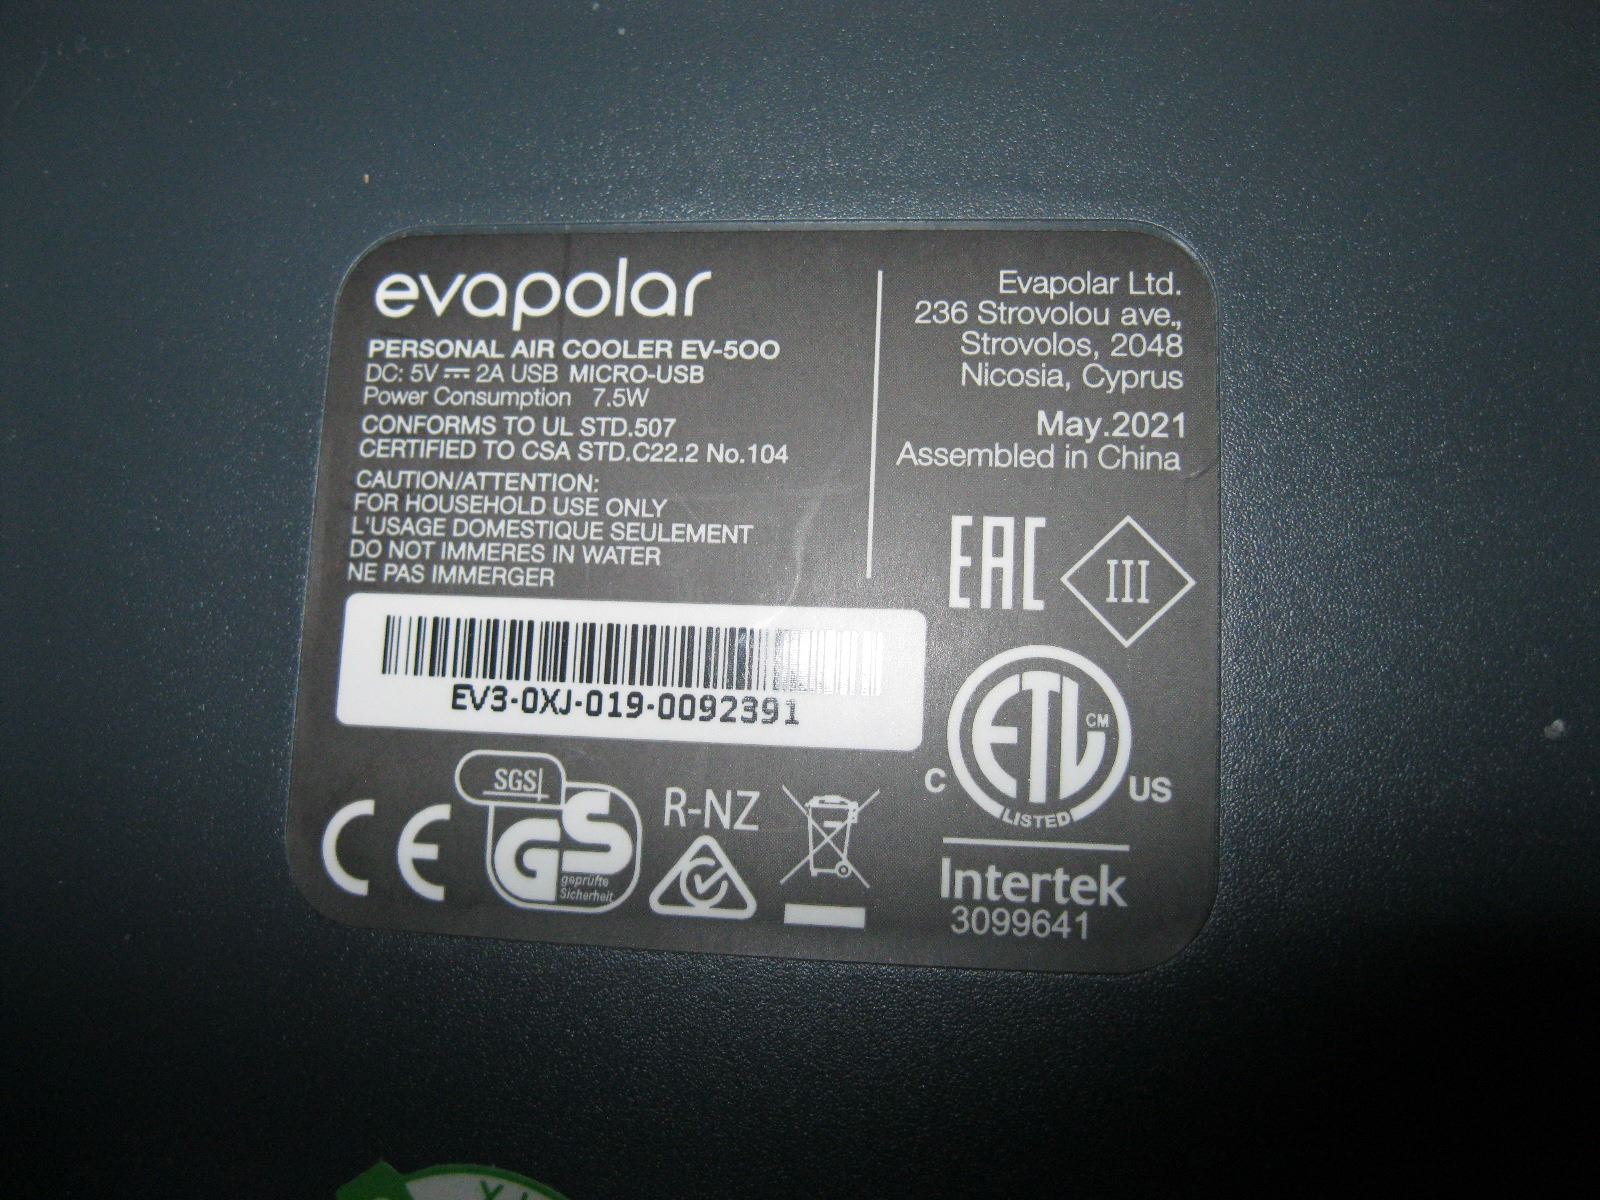 evapolar
PERSONAL AIR COOLER EV-500
DC: 5V ⎓ 2A USB MICRO-USB
Power Consumption 7.5W
CONFORMS TO UL STD.507
CERTIFIED TO CSA STD.C22.2 No.104
CAUTION/ATTENTION:
FOR HOUSEHOLD USE ONLY
L'USAGE DOMESTIQUE SEULEMENT
DO NOT IMMERES IN WATER
NE PAS IMMERGER
EV3-0XJ-019-0092391
Evapolar Ltd.
236 Strovolou ave.,
Strovolos, 2048
Nicosia, Cyprus
May.2021
Assembled in China
EAC
III
ETL CM
C US
LISTED
Intertek
3099641
CE
SGS
GS
geprüfte
Sicherheit
R-NZ